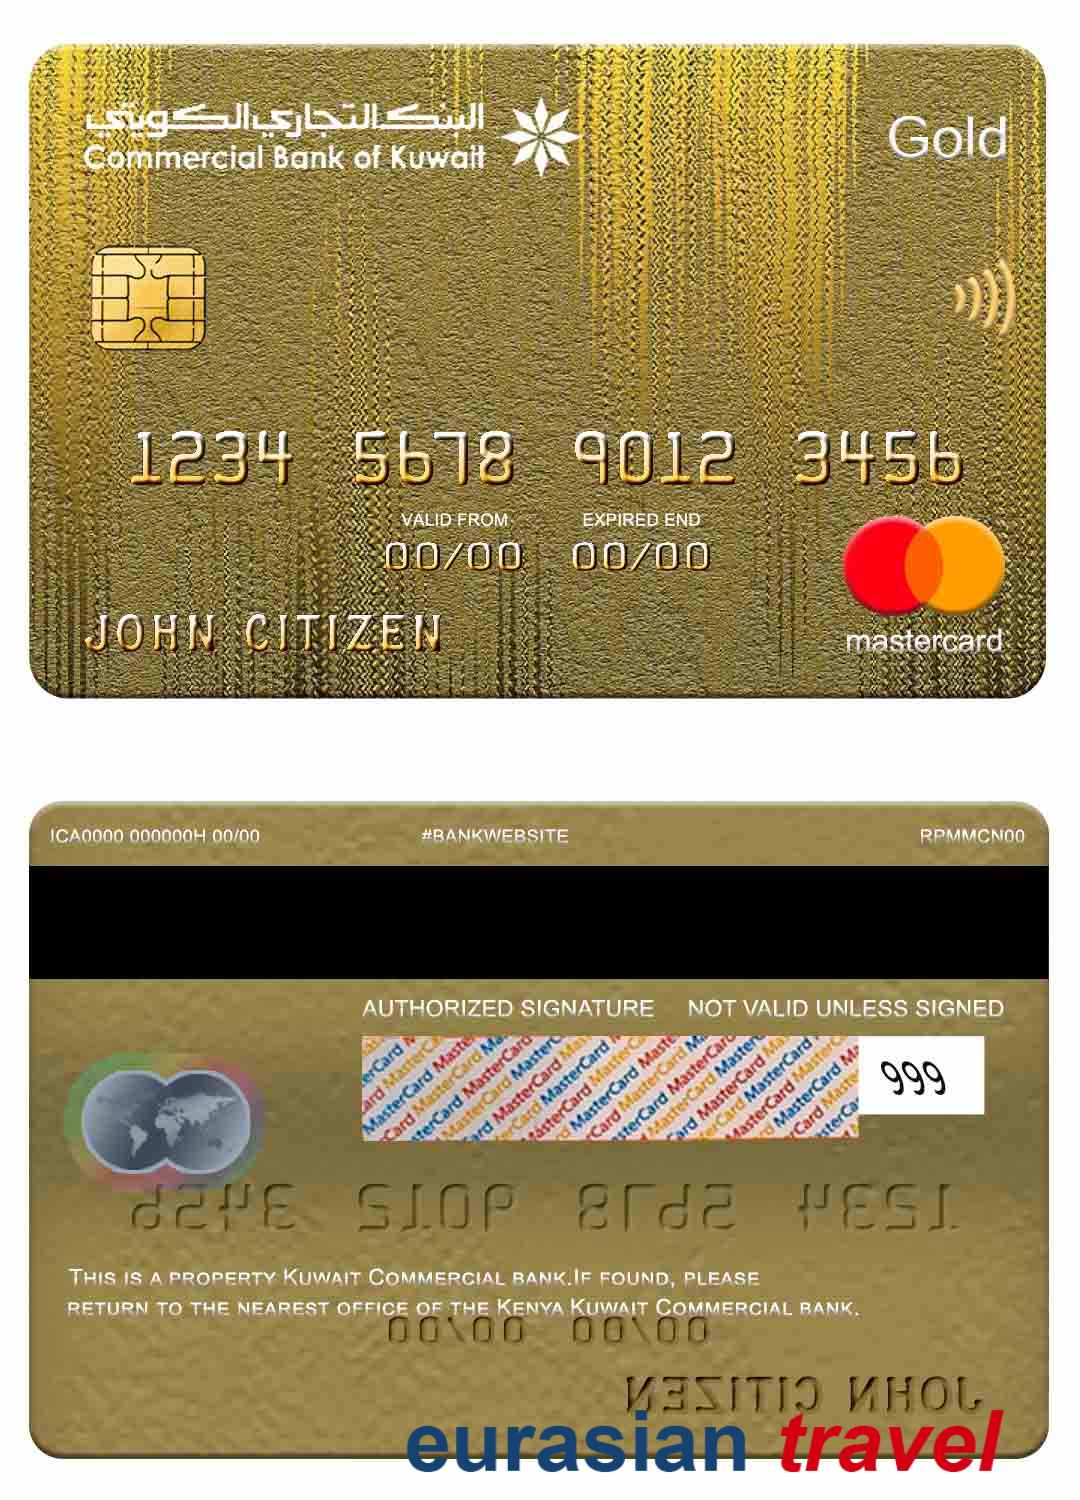 البنك التجاري الكويتي
Commercial Bank of Kuwait
Gold
1234 5678 9012 3456
VALID FROM EXPIRED END
00/00 00/00
JOHN CITIZEN
mastercard
ICA0000 000000H 00/00 #BANKWEBSITE RPMMCN00
AUTHORIZED SIGNATURE NOT VALID UNLESS SIGNED
MasterCard MasterCard MasterCard
999
1234 5678 9012 3456
THIS IS A PROPERTY KUWAIT COMMERCIAL BANK.IF FOUND, PLEASE
RETURN TO THE NEAREST OFFICE OF THE KENYA KUWAIT COMMERCIAL BANK.
00/00 00/00
JOHN CITIZEN
eurasian travel